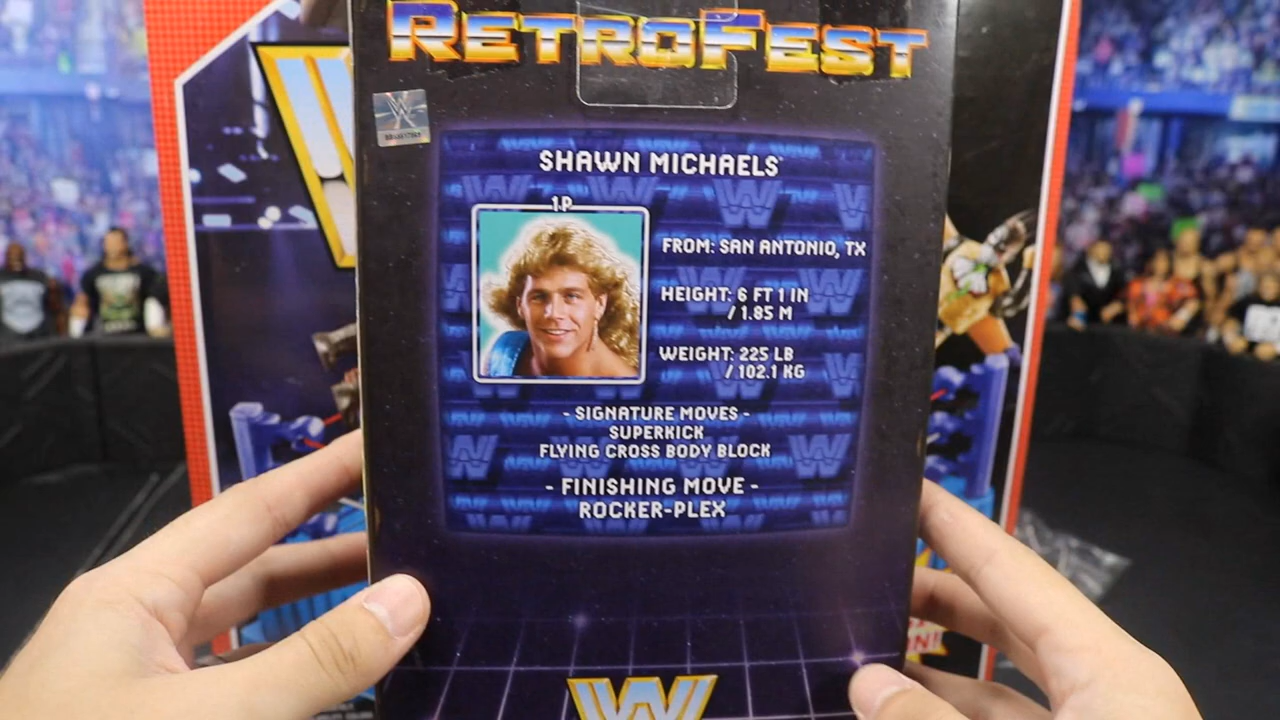 RETROFEST
SHAWN MICHAELS
1P
FROM: SAN ANTONIO, TX
HEIGHT: 6 FT 1 IN
/ 1.85 M
WEIGHT: 225 LB
/ 102.1 KG
- SIGNATURE MOVES -
SUPERKICK
FLYING CROSS BODY BLOCK
- FINISHING MOVE -
ROCKER-PLEX